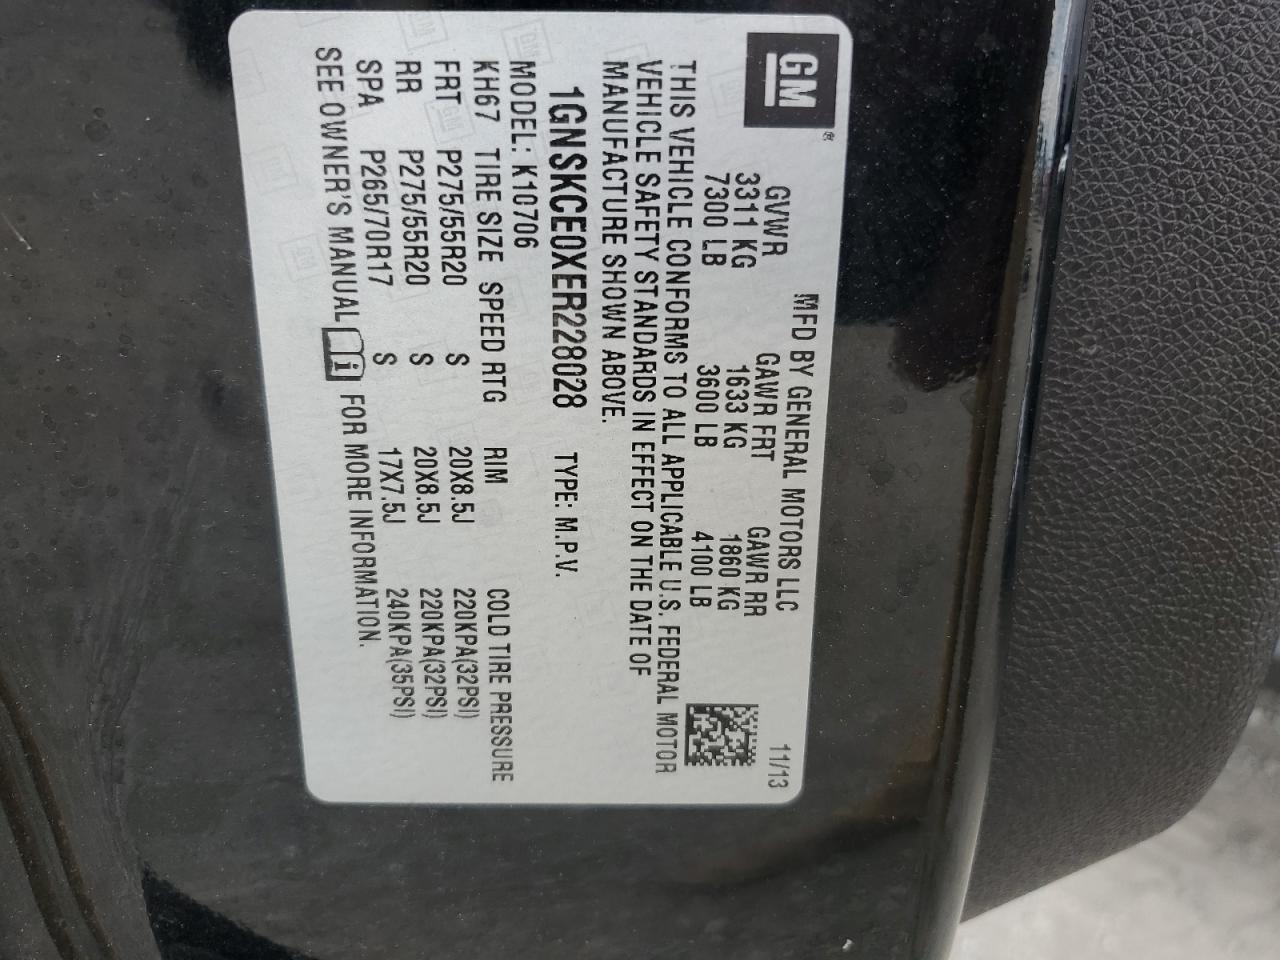 GM®
MFD BY GENERAL MOTORS LLC 11/13
GVWR GAWR FRT GAWR RR
3311 KG 1633 KG 1860 KG
7300 LB 3600 LB 4100 LB
THIS VEHICLE CONFORMS TO ALL APPLICABLE U.S. FEDERAL MOTOR
VEHICLE SAFETY STANDARDS IN EFFECT ON THE DATE OF
MANUFACTURE SHOWN ABOVE.
1GNSKCE0XER228028 TYPE: M.P.V.
MODEL: K10706
KH67 TIRE SIZE SPEED RTG RIM COLD TIRE PRESSURE
FRT P275/55R20 S 20X8.5J 220KPA(32PSI)
RR P275/55R20 S 20X8.5J 220KPA(32PSI)
SPA P265/70R17 S 17X7.5J 240KPA(35PSI)
SEE OWNER'S MANUAL i FOR MORE INFORMATION.